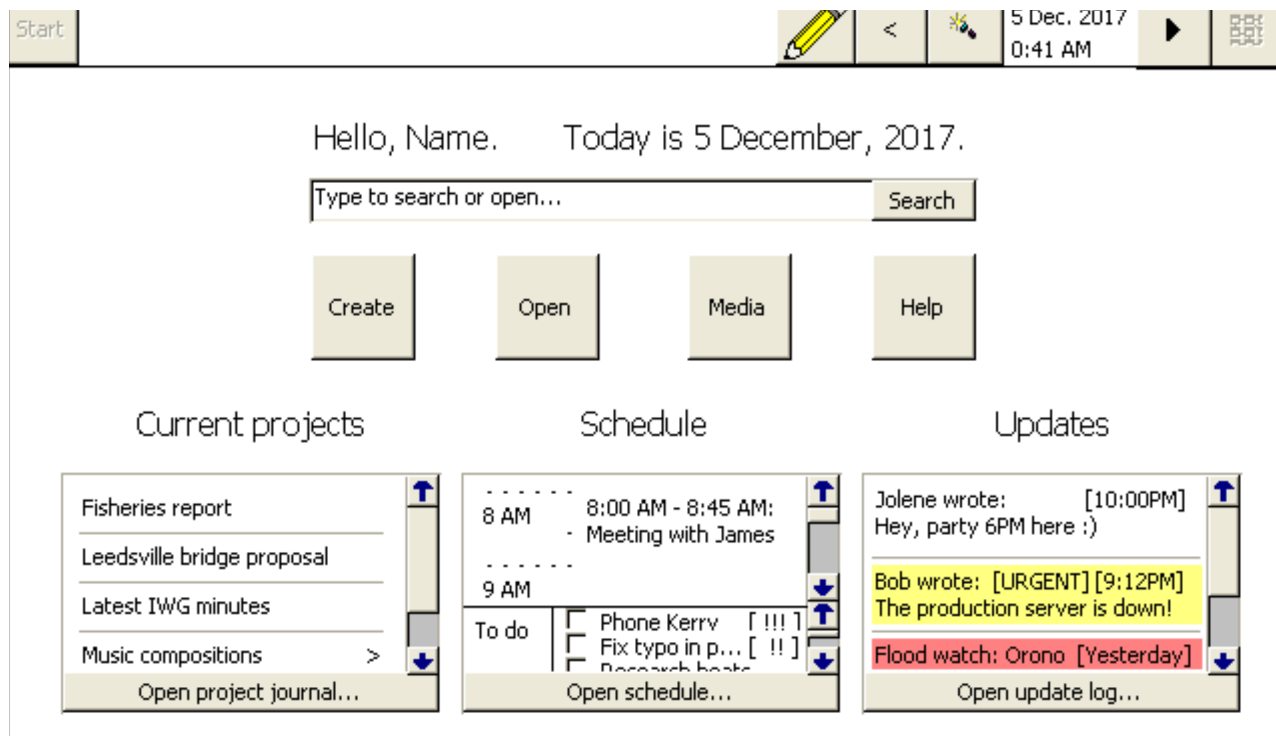 Start
<
5 Dec. 2017
0:41 AM
Hello, Name. Today is 5 December, 2017.
Type to search or open...
Search
Create
Open
Media
Help
Current projects
Fisheries report
Leedsville bridge proposal
Latest IWG minutes
Music compositions >
Open project journal...
Schedule
8 AM
8:00 AM - 8:45 AM:
- Meeting with James
9 AM
To do
Phone Kerry [ !!! ]
Fix typo in p... [ !! ]
Research boats
Open schedule...
Updates
Jolene wrote: [10:00PM]
Hey, party 6PM here :)
Bob wrote: [URGENT] [9:12PM]
The production server is down!
Flood watch: Orono [Yesterday]
Open update log...